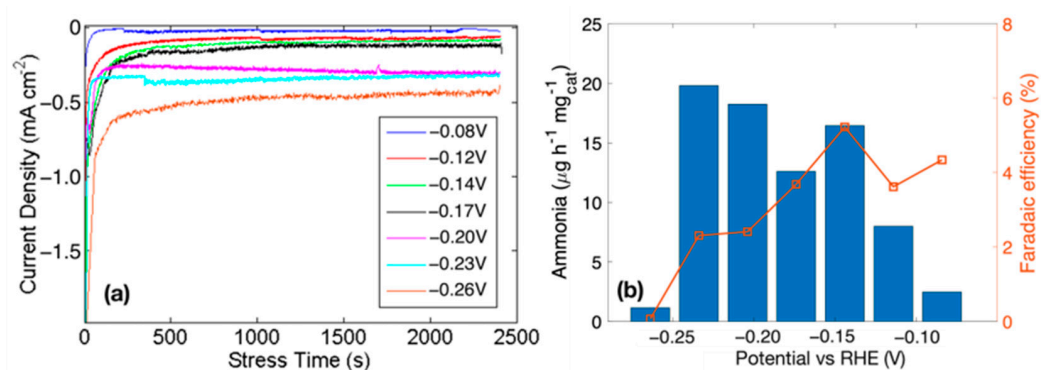 0
−0.5
−1.0
−1.5
Current Density (mA cm⁻²)
(a)
−0.08V
−0.12V
−0.14V
−0.17V
−0.20V
−0.23V
−0.26V
0 500 1000 1500 2000 2500
Stress Time (s)
25
20
15
10
5
0
Ammonia (µg h⁻¹ mg⁻¹cat)
(b)
−0.25 −0.20 −0.15 −0.10
Potential vs RHE (V)
8
6
4
2
0
Faradaic efficiency (%)